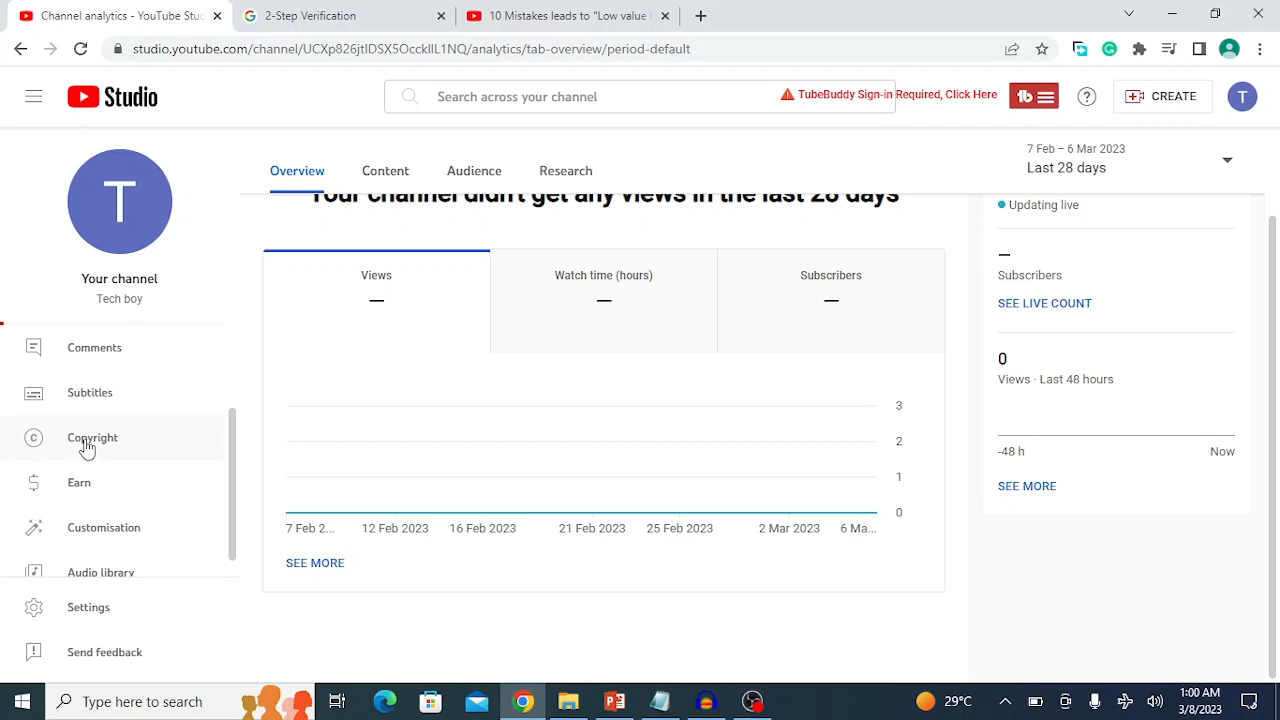 Channel analytics - YouTube Stud
2-Step Verification
10 Mistakes leads to "Low value
studio.youtube.com/channel/UCXp826jtIDSX5OcckIlL1NQ/analytics/tab-overview/period-default
Studio
Search across your channel
TubeBuddy Sign-in Required, Click Here
tb
?
CREATE
T
T
Your channel
Tech boy
Comments
Subtitles
Copyright
Earn
Customisation
Audio library
Settings
Send feedback
Overview
Content
Audience
Research
7 Feb – 6 Mar 2023
Last 28 days
Your channel didn't get any views in the last 28 days
Views
—
Watch time (hours)
—
Subscribers
—
3
2
1
0
7 Feb 2...
12 Feb 2023
16 Feb 2023
21 Feb 2023
25 Feb 2023
2 Mar 2023
6 Ma...
SEE MORE
Updating live
—
Subscribers
SEE LIVE COUNT
0
Views · Last 48 hours
-48 h
Now
SEE MORE
Type here to search
29°C
1:00 AM
3/8/2023